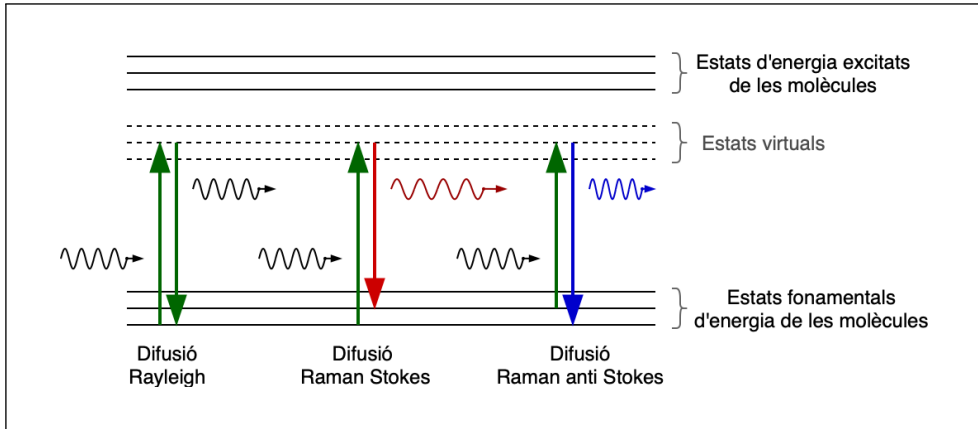 Estats d'energia excitats
de les molècules
Estats virtuals
Estats fonamentals
d'energia de les molècules
Difusió
Rayleigh
Difusió
Raman Stokes
Difusió
Raman anti Stokes